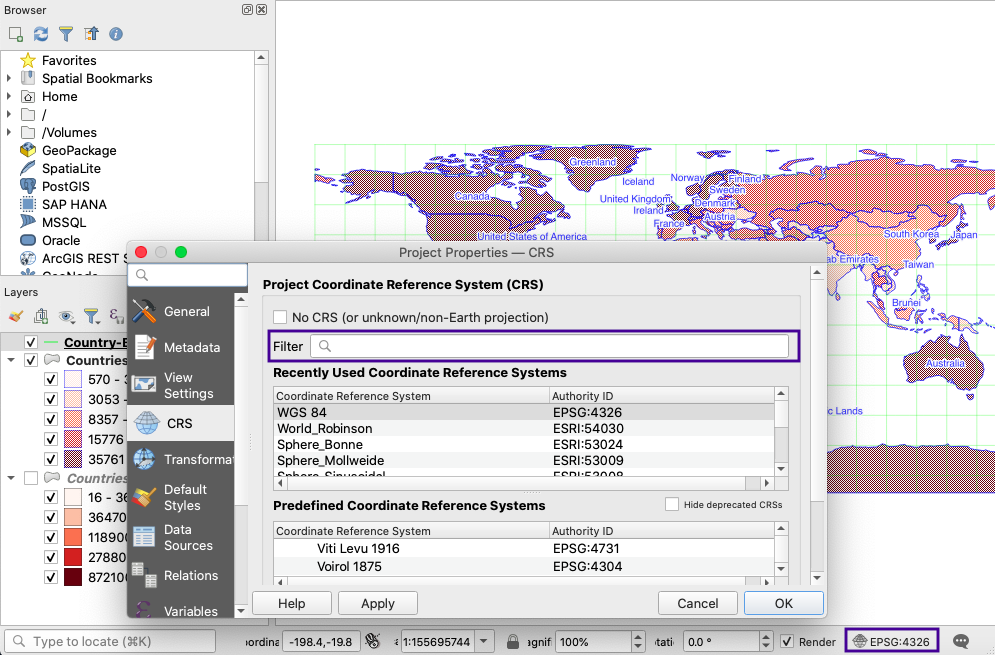 Browser
Favorites
Spatial Bookmarks
Home
/
/Volumes
GeoPackage
SpatiaLite
PostGIS
SAP HANA
MSSQL
Oracle
ArcGIS REST S
Layers
Country-B
Countries
570 - 3
3053 -
8357 -
15776
35761
Countries
16 - 36
36470
118900
27880
872100
Greenland
Iceland
Norway
Finland
Sweden
United Kingdom
Denmark
Ireland
Austria
France
Canada
United States of America
South Korea
Japan
ab Emirates
Taiwan
Brunei
Australia
c Lands
Project Properties — CRS
General
Metadata
View
Settings
CRS
Transformat
Default
Styles
Data
Sources
Relations
Variables
Project Coordinate Reference System (CRS)
No CRS (or unknown/non-Earth projection)
Filter
Recently Used Coordinate Reference Systems
Coordinate Reference System Authority ID
WGS 84 EPSG:4326
World_Robinson ESRI:54030
Sphere_Bonne ESRI:53024
Sphere_Mollweide ESRI:53009
Sphere_Sinusoidal ESRI:53008
Predefined Coordinate Reference Systems
Hide deprecated CRSs
Coordinate Reference System Authority ID
Viti Levu 1916 EPSG:4731
Voirol 1875 EPSG:4304
Help Apply Cancel OK
Type to locate (⌘K) oordina -198.4,-19.8 1:155695744 agnif 100% tati 0.0 ° Render EPSG:4326